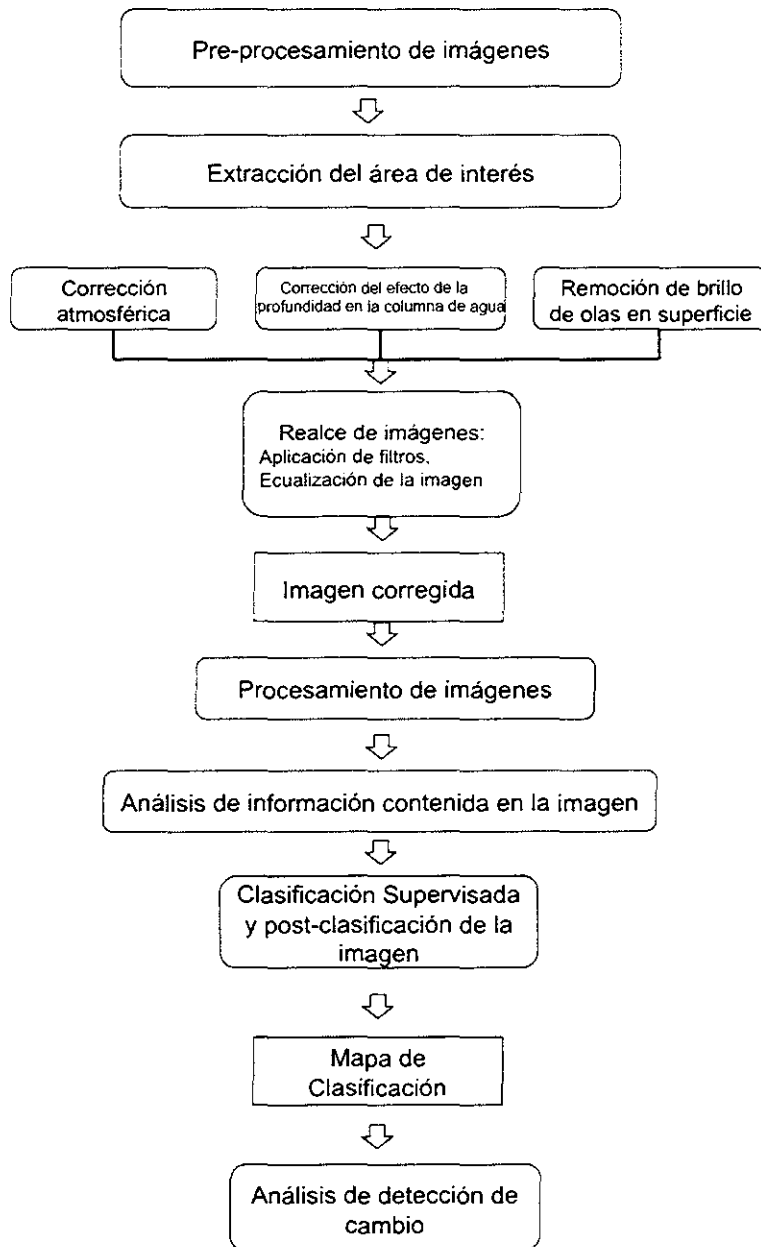 Pre-procesamiento de imágenes
Extracción del área de interés
Corrección
atmosférica
Corrección del efecto de la
profundidad en la columna de agua
Remoción de brillo
de olas en superficie
Realce de imágenes:
Aplicación de filtros,
Ecualización de la imagen
Imagen corregida
Procesamiento de imágenes
Análisis de información contenida en la imagen
Clasificación Supervisada
y post-clasificación de la
imagen
Mapa de
Clasificación
Análisis de detección de
cambio